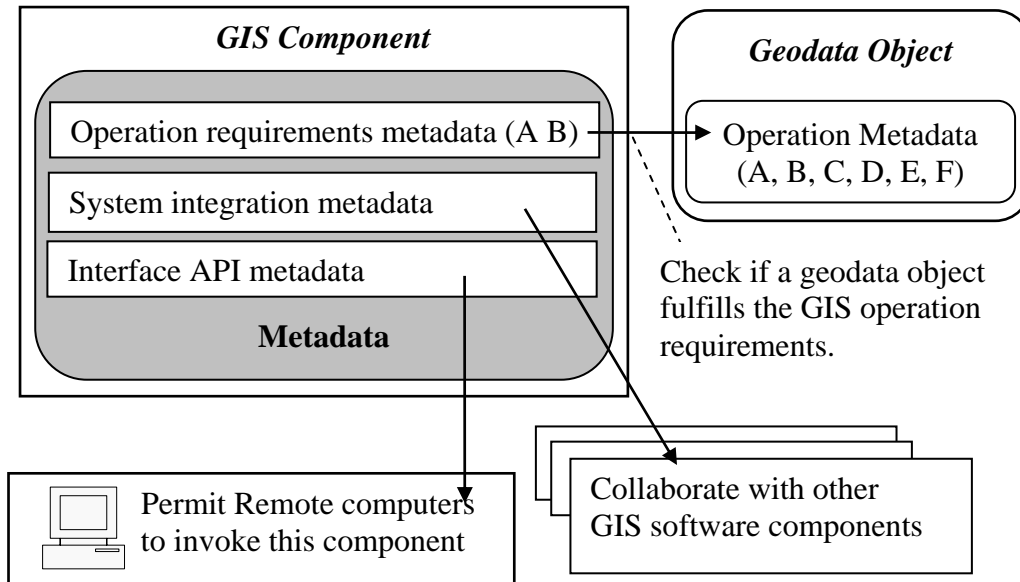 GIS Component
Operation requirements metadata (A B)
System integration metadata
Interface API metadata
Metadata
Geodata Object
Operation Metadata
(A, B, C, D, E, F)
Check if a geodata object
fulfills the GIS operation
requirements.
Permit Remote computers
to invoke this component
Collaborate with other
GIS software components